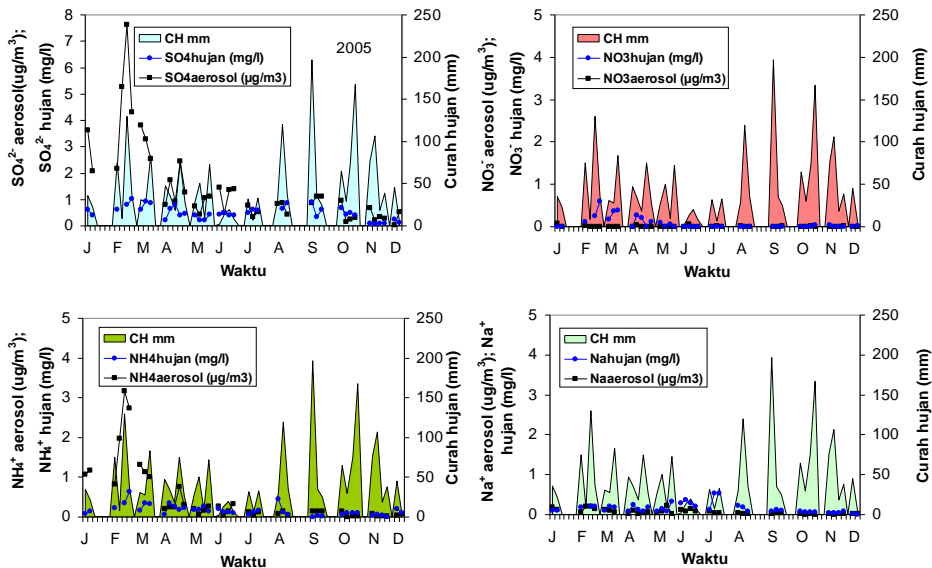 SO₄²⁻ aerosol(ug/m³);
SO₄²⁻ hujan (mg/l)
8
7
6
5
4
3
2
1
0
CH mm
SO4hujan (mg/l)
SO4aerosol (µg/m3)
2005
250
200
150
100
50
0
Curah hujan (mm)
J F M A M J J A S O N D
Waktu
NO₃⁻ aerosol (ug/m³);
NO₃⁻ hujan (mg/l)
5
4
3
2
1
0
CH mm
NO3hujan (mg/l)
NO3aerosol (µg/m3)
250
200
150
100
50
0
Curah hujan (mm)
J F M A M J J A S O N D
Waktu
NH₄⁺ aerosol (ug/m³);
NH₄⁺ hujan (mg/l)
5
4
3
2
1
0
CH mm
NH4hujan (mg/l)
NH4aerosol (µg/m3)
250
200
150
100
50
0
Curah hujan (mm)
J F M A M J J A S O N D
Waktu
Na⁺ aerosol (ug/m³); Na⁺
hujan (mg/l)
5
4
3
2
1
0
CH mm
Nahujan (mg/l)
Naaerosol (µg/m3)
250
200
150
100
50
0
Curah hujan (mm)
J F M A M J J A S O N D
Waktu